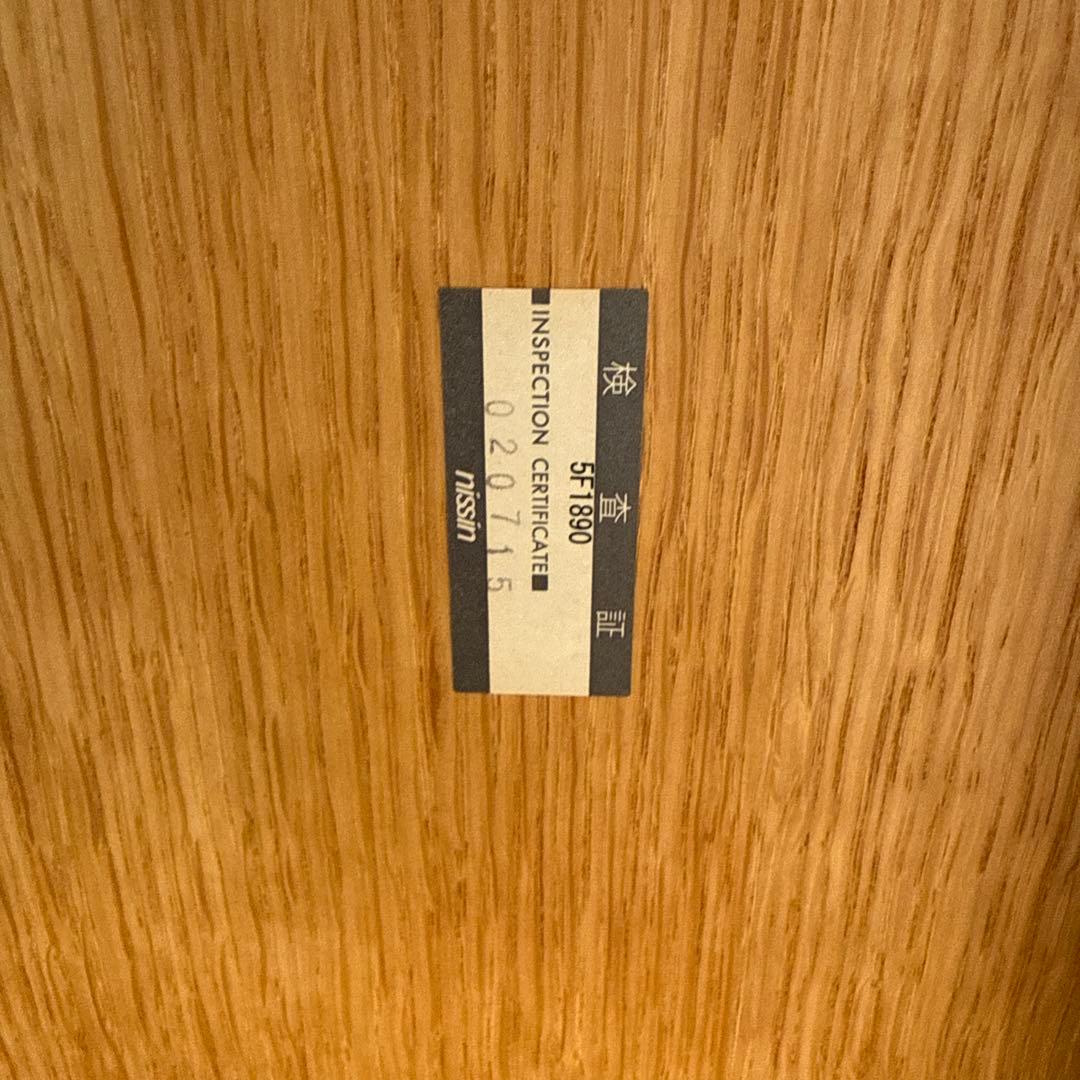 検査証
5F1890
■INSPECTION CERTIFICATE■
020715
nissin